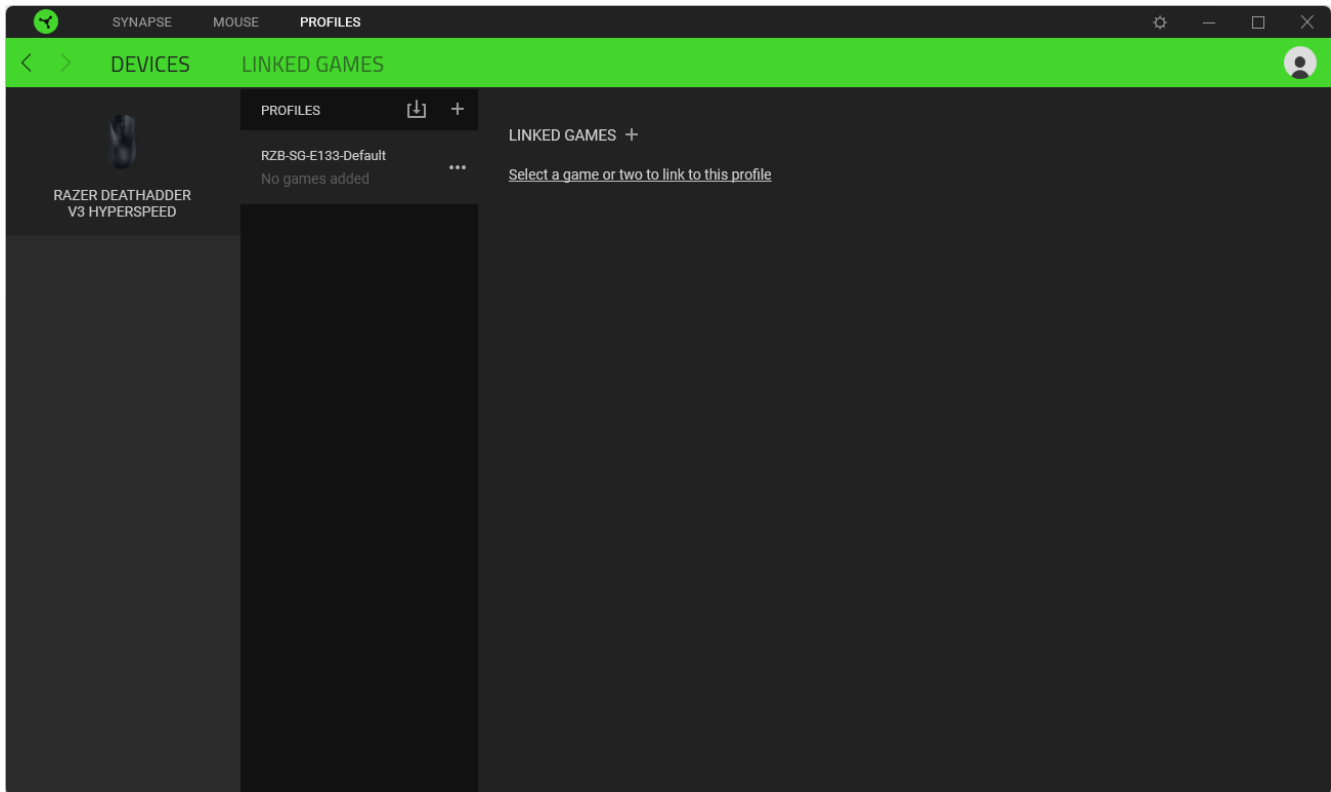 SYNAPSE MOUSE PROFILES
DEVICES LINKED GAMES
RAZER DEATHADDER
V3 HYPERSPEED
PROFILES
RZB-SG-E133-Default
No games added
LINKED GAMES
Select a game or two to link to this profile